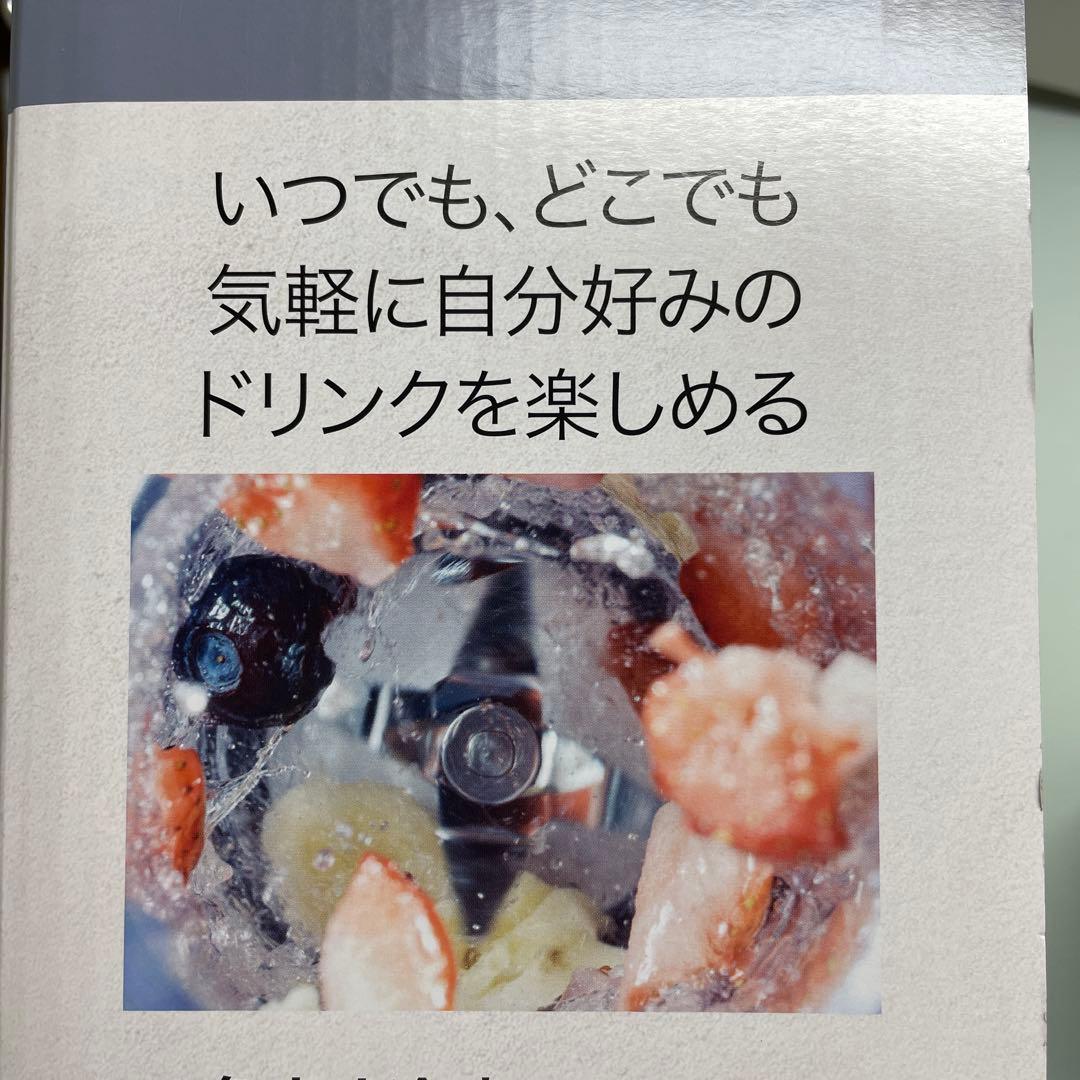 いつでも、どこでも
気軽に自分好みの
ドリンクを楽しめる